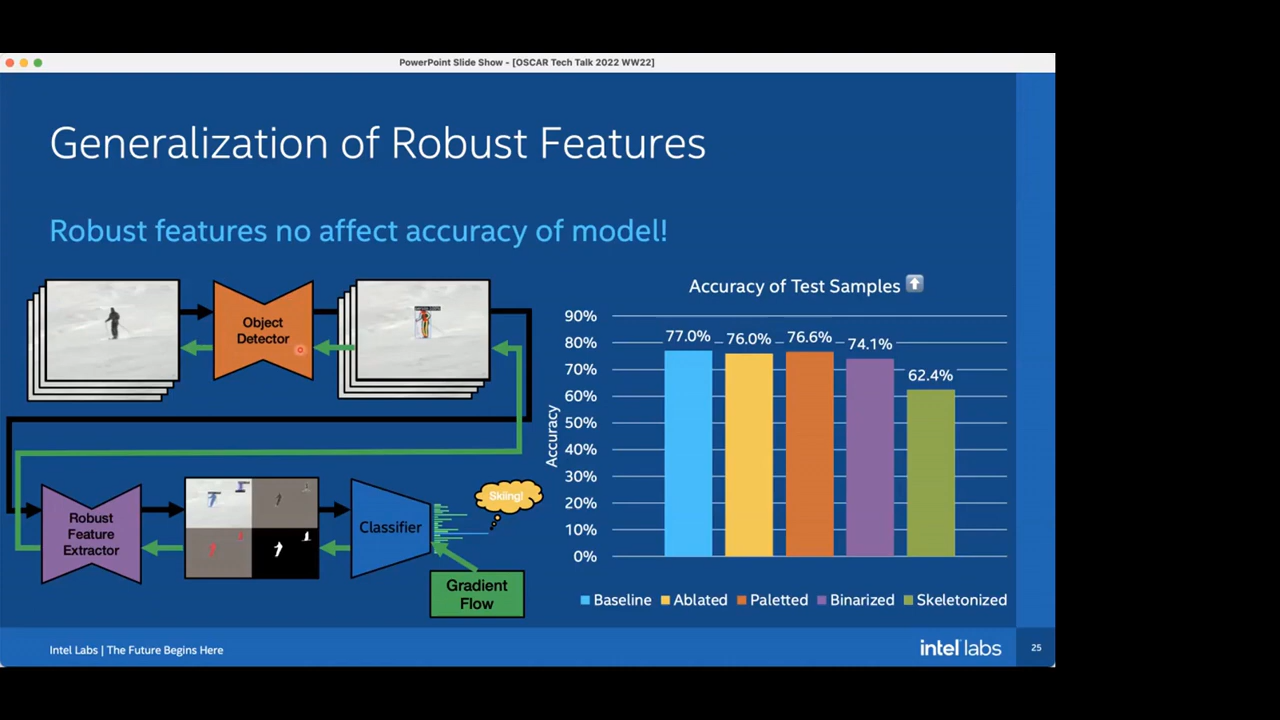 PowerPoint Slide Show - [OSCAR Tech Talk 2022 WW22]
Generalization of Robust Features
Robust features no affect accuracy of model!
Object
Detector
Robust
Feature
Extractor
Classifier
Skiing!
Gradient
Flow
Accuracy of Test Samples
Accuracy
90%
80%
70%
60%
50%
40%
30%
20%
10%
0%
77.0%
76.0%
76.6%
74.1%
62.4%
Baseline
Ablated
Paletted
Binarized
Skeletonized
Intel Labs | The Future Begins Here
intel labs
25